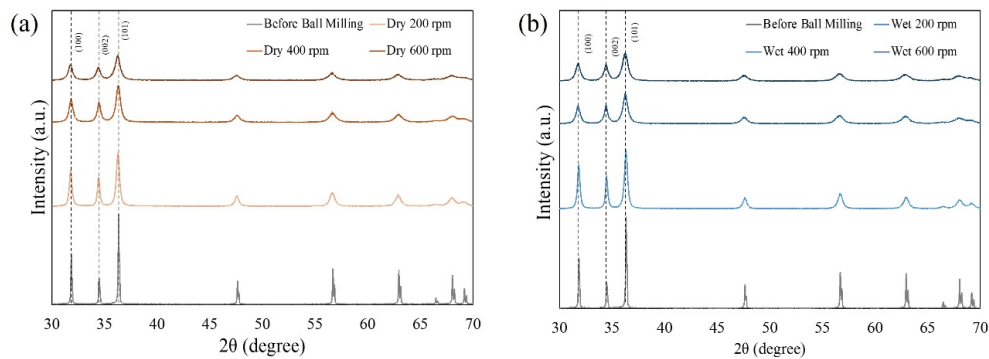 (a)
Before Ball Milling
Dry 200 rpm
Dry 400 rpm
Dry 600 rpm
(100)
(002)
(101)
Intensity (a.u.)
30 35 40 45 50 55 60 65 70
2θ (degree)
(b)
Before Ball Milling
Wet 200 rpm
Wet 400 rpm
Wet 600 rpm
(100)
(002)
(101)
Intensity (a.u.)
30 35 40 45 50 55 60 65 70
2θ (degree)